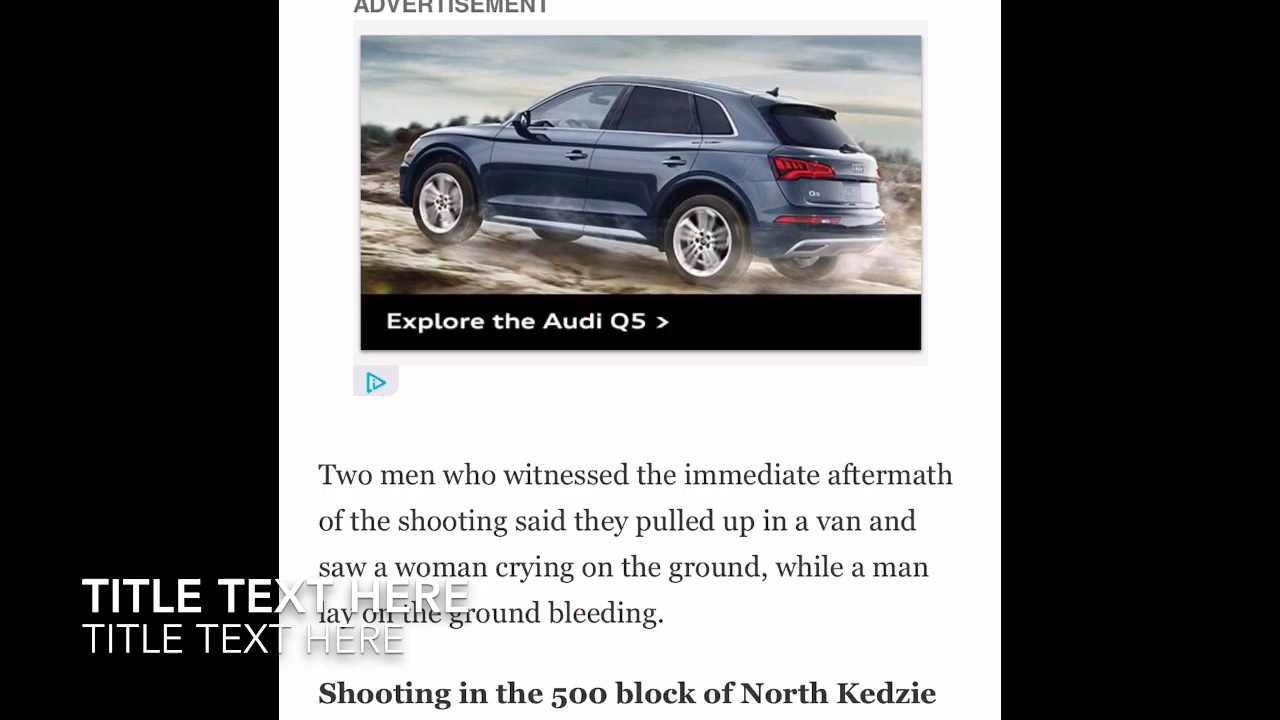 ADVERTISEMENT
Q5
Explore the Audi Q5 >
Two men who witnessed the immediate aftermath
of the shooting said they pulled up in a van and
saw a woman crying on the ground, while a man
lay on the ground bleeding.
TITLE TEXT HERE
TITLE TEXT HERE
Shooting in the 500 block of North Kedzie